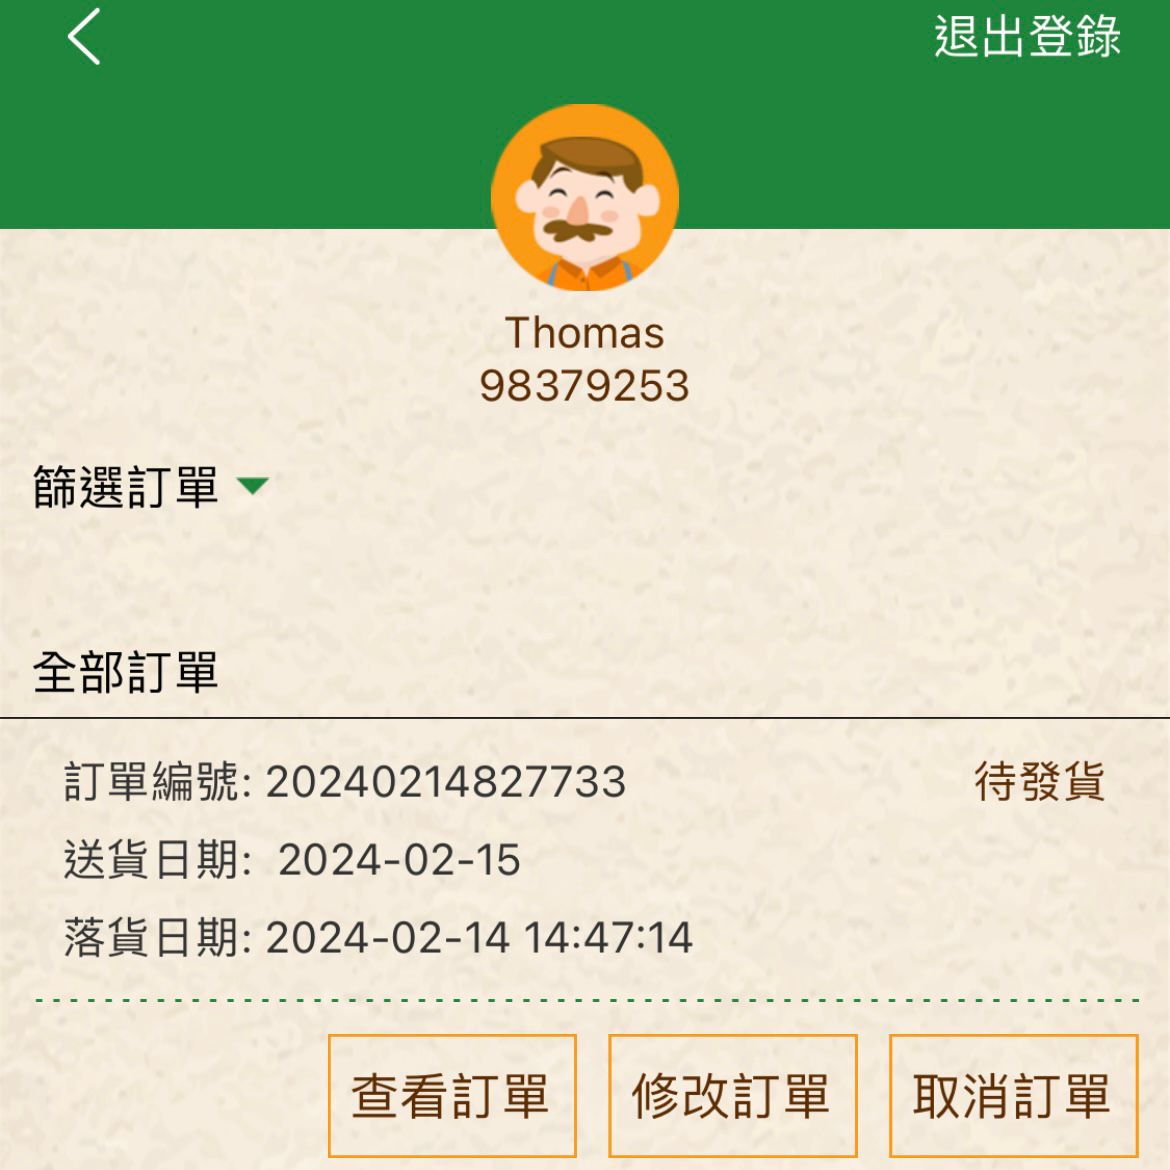 退出登錄
Thomas
98379253
篩選訂單
全部訂單
訂單編號: 20240214827733 待發貨
送貨日期: 2024-02-15
落貨日期: 2024-02-14 14:47:14
查看訂單 修改訂單 取消訂單